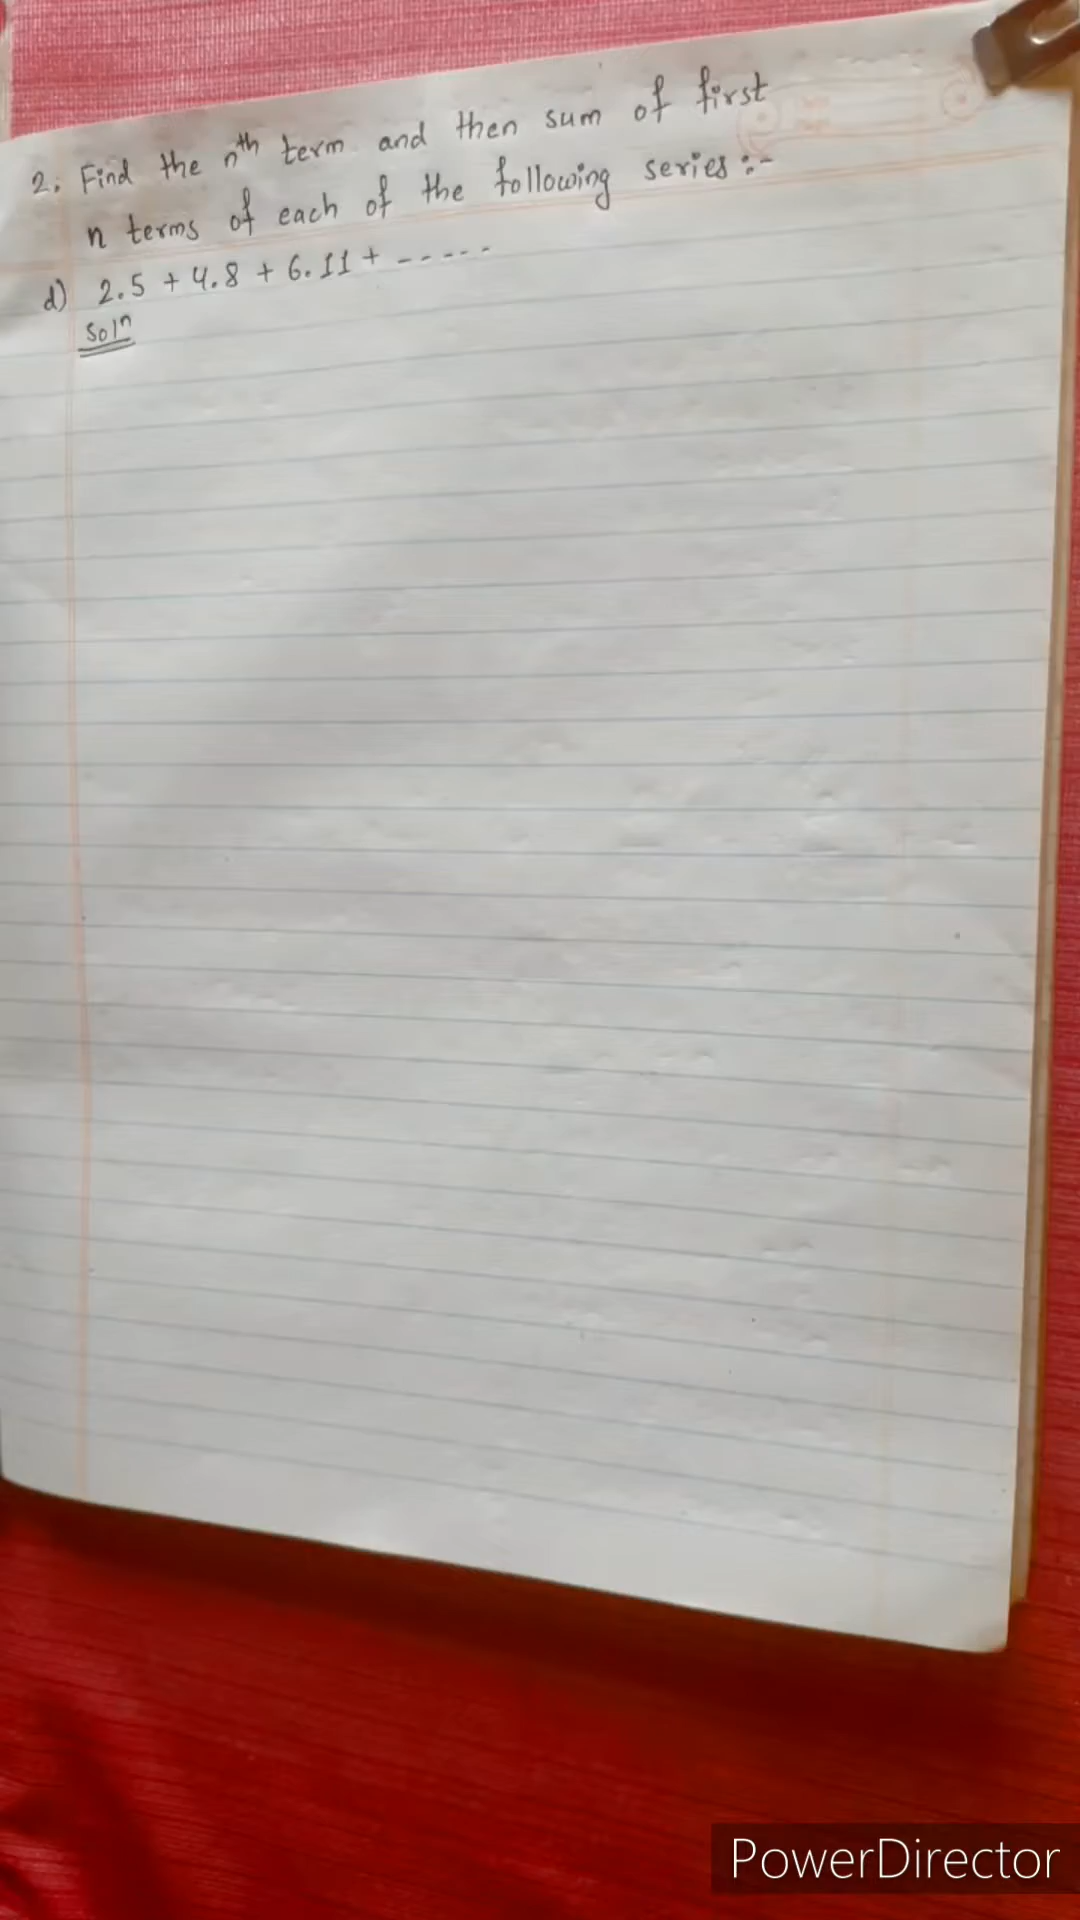 2. Find the nth term and then sum of first
n terms of each of the following series :-
d) 2.5 + 4.8 + 6.11 + -----
Soln
PowerDirector